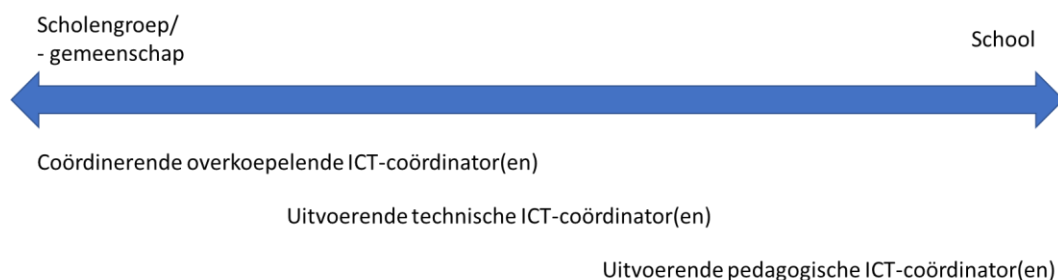 Scholengroep/
- gemeenschap
School
Coördinerende overkoepelende ICT-coördinator(en)
Uitvoerende technische ICT-coördinator(en)
Uitvoerende pedagogische ICT-coördinator(en)